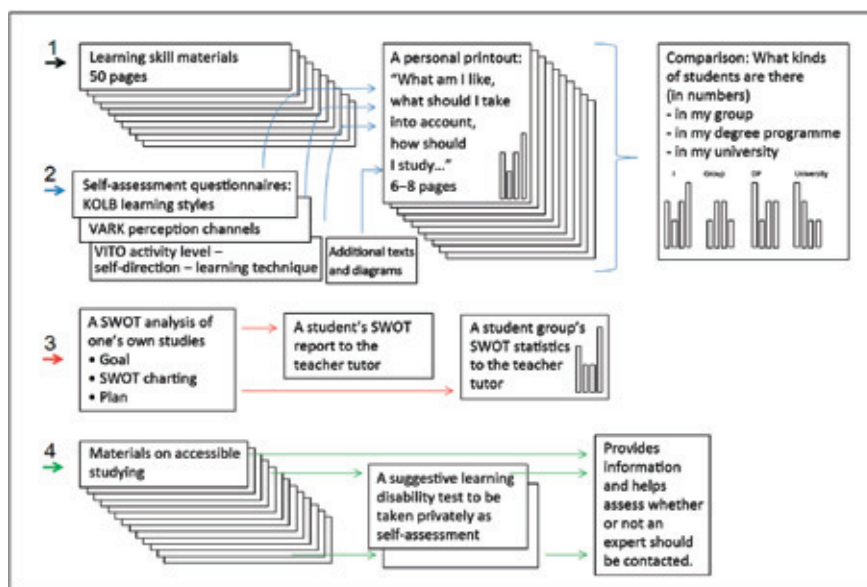 1
Learning skill materials
50 pages
A personal printout:
“What am I like,
what should I take
into account,
how should
I study...”
6–8 pages
Comparison: What kinds
of students are there
(in numbers)
- in my group
- in my degree programme
- in my university
I Group DP University
2
Self-assessment questionnaires:
KOLB learning styles
VARK perception channels
VITO activity level –
self-direction – learning technique
Additional texts
and diagrams
3
A SWOT analysis of
one's own studies
• Goal
• SWOT charting
• Plan
A student's SWOT
report to the
teacher tutor
A student group's
SWOT statistics
to the teacher
tutor
4
Materials on accessible
studying
A suggestive learning
disability test to be
taken privately as
self-assessment
Provides
information
and helps
assess whether
or not an
expert should
be contacted.